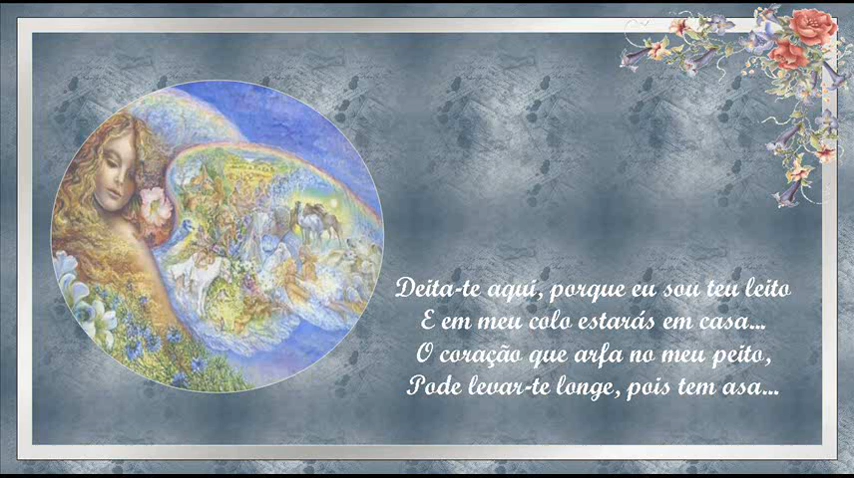 Deita-te aqui, porque eu sou teu leito
E em meu colo estarás em casa...
O coração que arfa no meu peito,
Pode levar-te longe, pois tem asa...